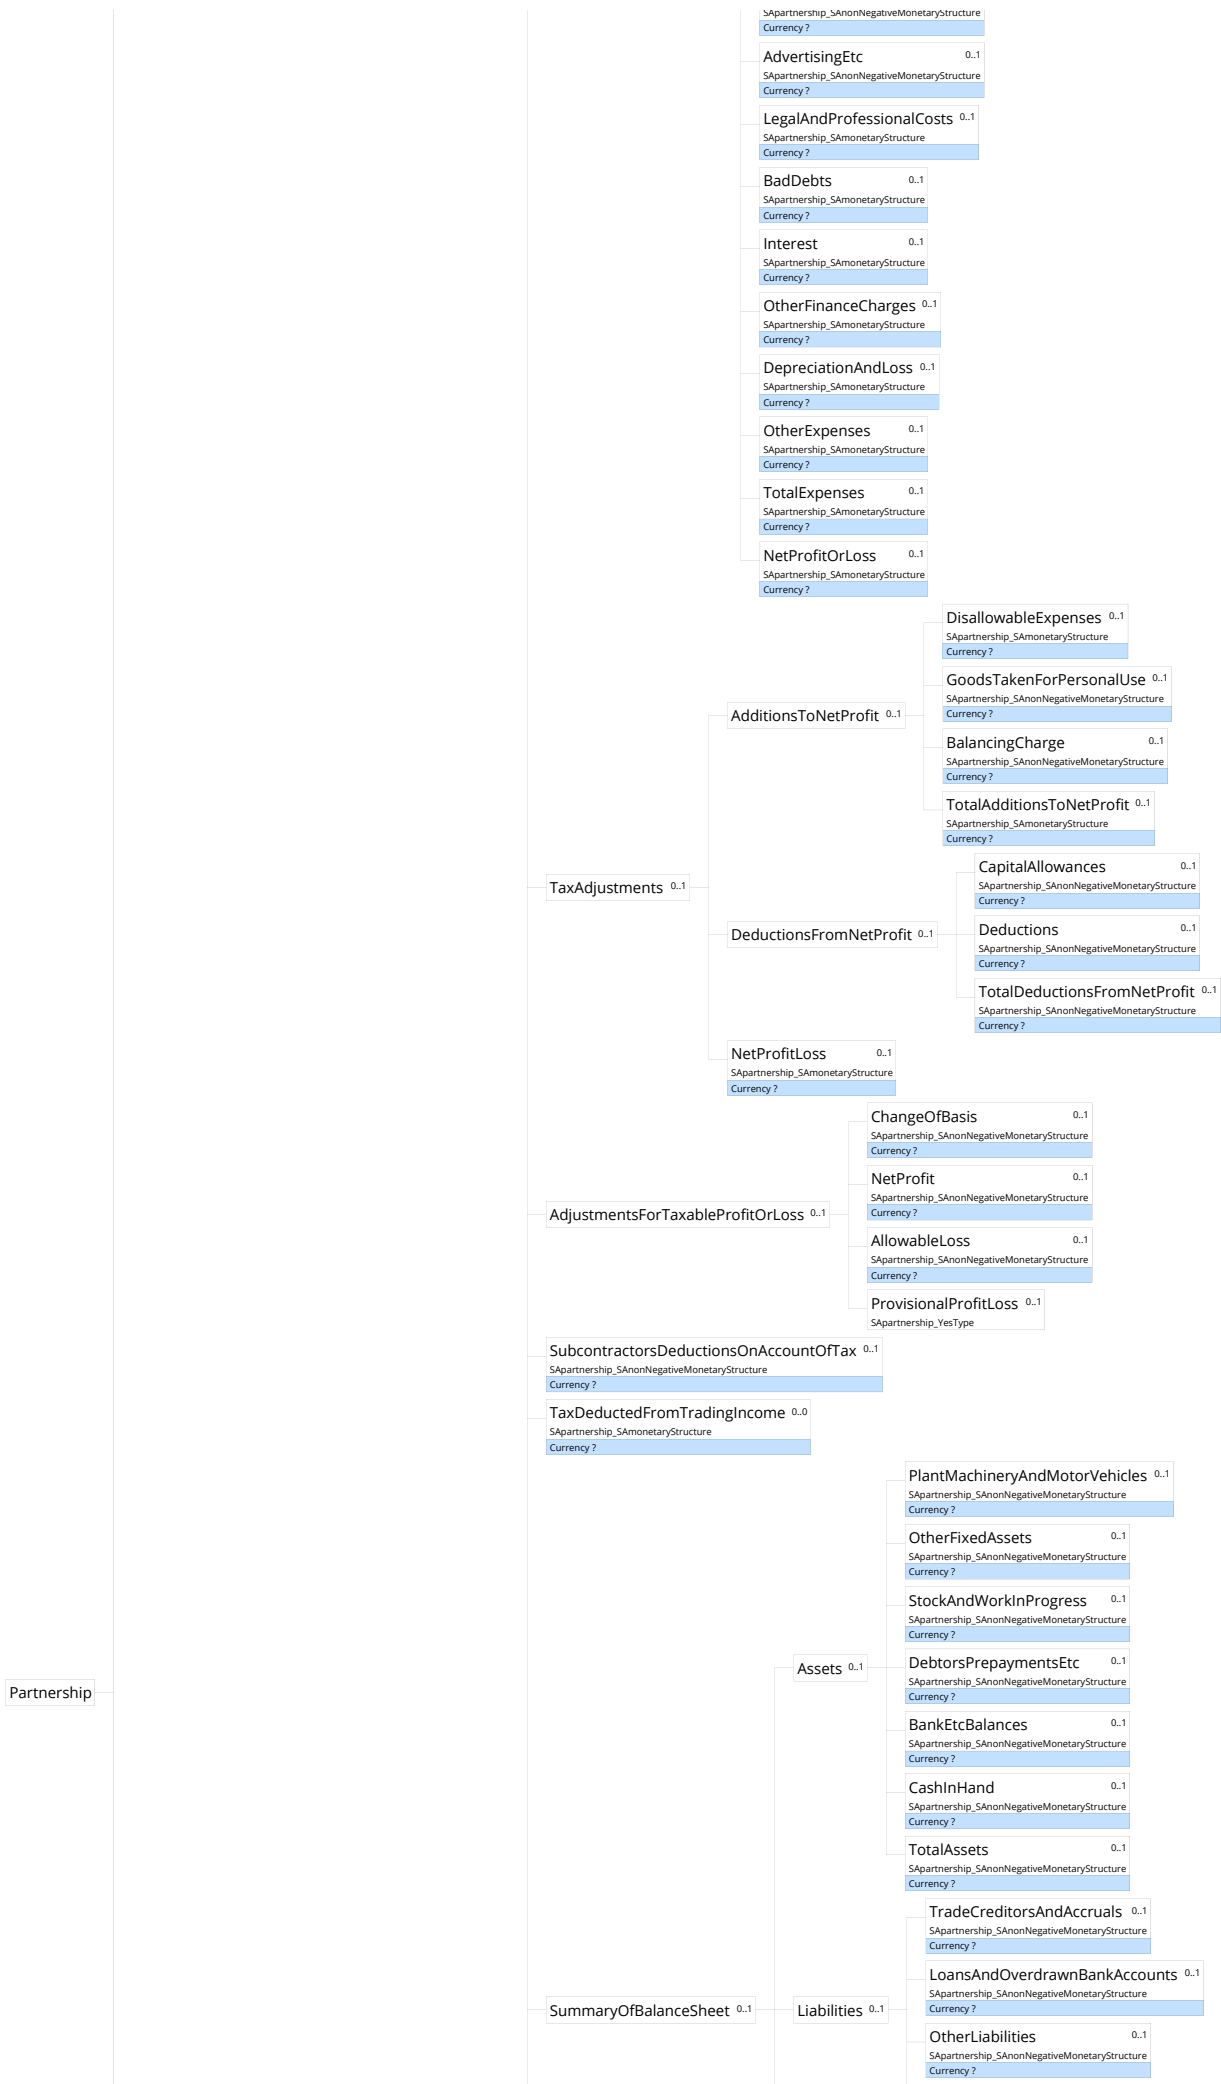 SApartnership_SAnonNegativeMonetaryStructure
Currency ?
AdvertisingEtc 0..1
SApartnership_SAnonNegativeMonetaryStructure
Currency ?
LegalAndProfessionalCosts 0..1
SApartnership_SAmonetaryStructure
Currency ?
BadDebts 0..1
SApartnership_SAmonetaryStructure
Currency ?
Interest 0..1
SApartnership_SAmonetaryStructure
Currency ?
OtherFinanceCharges 0..1
SApartnership_SAmonetaryStructure
Currency ?
DepreciationAndLoss 0..1
SApartnership_SAmonetaryStructure
Currency ?
OtherExpenses 0..1
SApartnership_SAmonetaryStructure
Currency ?
TotalExpenses 0..1
SApartnership_SAmonetaryStructure
Currency ?
NetProfitOrLoss 0..1
SApartnership_SAmonetaryStructure
Currency ?
DisallowableExpenses 0..1
SApartnership_SAmonetaryStructure
Currency ?
GoodsTakenForPersonalUse 0..1
SApartnership_SAnonNegativeMonetaryStructure
Currency ?
AdditionsToNetProfit 0..1
BalancingCharge 0..1
SApartnership_SAnonNegativeMonetaryStructure
Currency ?
TotalAdditionsToNetProfit 0..1
SApartnership_SAmonetaryStructure
Currency ?
CapitalAllowances 0..1
SApartnership_SAnonNegativeMonetaryStructure
Currency ?
TaxAdjustments 0..1
DeductionsFromNetProfit 0..1
Deductions 0..1
SApartnership_SAnonNegativeMonetaryStructure
Currency ?
TotalDeductionsFromNetProfit 0..1
SApartnership_SAnonNegativeMonetaryStructure
Currency ?
NetProfitLoss 0..1
SApartnership_SAmonetaryStructure
Currency ?
ChangeOfBasis 0..1
SApartnership_SAnonNegativeMonetaryStructure
Currency ?
NetProfit 0..1
SApartnership_SAnonNegativeMonetaryStructure
Currency ?
AdjustmentsForTaxableProfitOrLoss 0..1
AllowableLoss 0..1
SApartnership_SAnonNegativeMonetaryStructure
Currency ?
ProvisionalProfitLoss 0..1
SApartnership_YesType
SubcontractorsDeductionsOnAccountOfTax 0..1
SApartnership_SAnonNegativeMonetaryStructure
Currency ?
TaxDeductedFromTradingIncome 0..0
SApartnership_SAmonetaryStructure
Currency ?
PlantMachineryAndMotorVehicles 0..1
SApartnership_SAnonNegativeMonetaryStructure
Currency ?
OtherFixedAssets 0..1
SApartnership_SAnonNegativeMonetaryStructure
Currency ?
StockAndWorkInProgress 0..1
SApartnership_SAnonNegativeMonetaryStructure
Currency ?
Assets 0..1
DebtorsPrepaymentsEtc 0..1
SApartnership_SAnonNegativeMonetaryStructure
Currency ?
Partnership
BankEtcBalances 0..1
SApartnership_SAnonNegativeMonetaryStructure
Currency ?
CashInHand 0..1
SApartnership_SAnonNegativeMonetaryStructure
Currency ?
TotalAssets 0..1
SApartnership_SAnonNegativeMonetaryStructure
Currency ?
TradeCreditorsAndAccruals 0..1
SApartnership_SAnonNegativeMonetaryStructure
Currency ?
LoansAndOverdrawnBankAccounts 0..1
SApartnership_SAnonNegativeMonetaryStructure
Currency ?
SummaryOfBalanceSheet 0..1
Liabilities 0..1
OtherLiabilities 0..1
SApartnership_SAnonNegativeMonetaryStructure
Currency ?